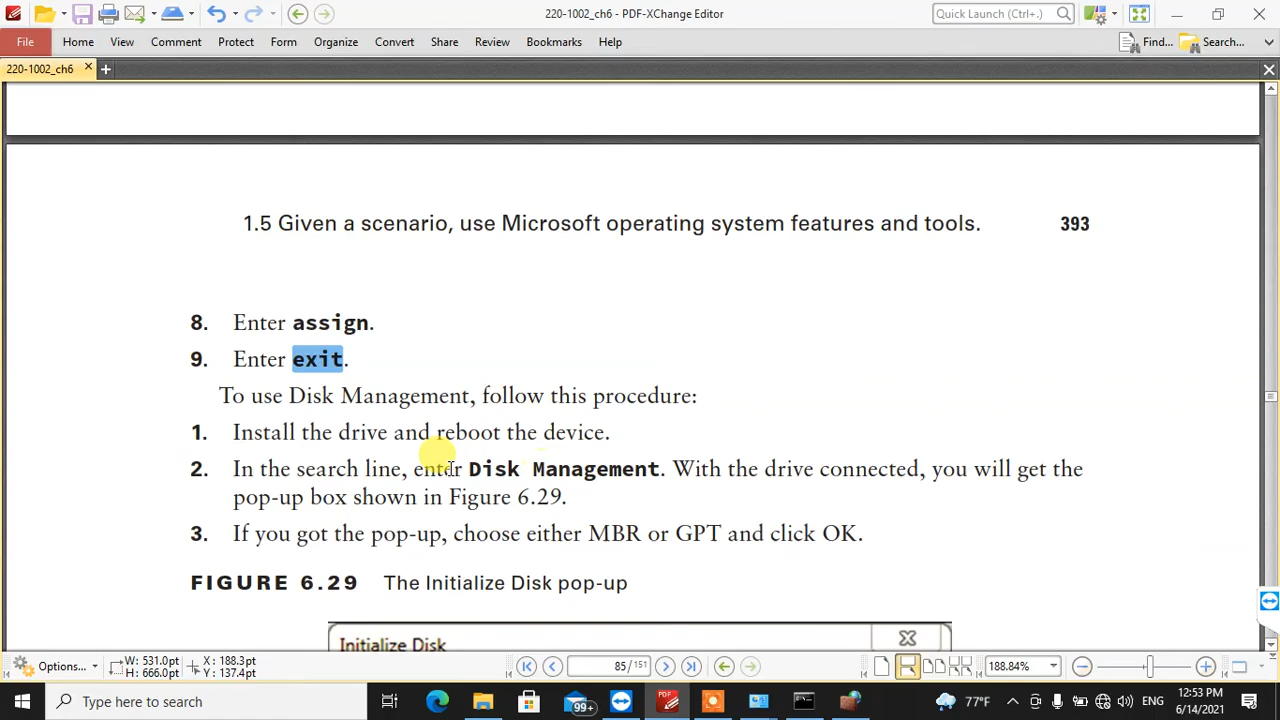 220-1002_ch6 - PDF-XChange Editor
Quick Launch (Ctrl+.)
File Home View Comment Protect Form Organize Convert Share Review Bookmarks Help Find... Search...
220-1002_ch6
1.5 Given a scenario, use Microsoft operating system features and tools. 393
8. Enter assign.
9. Enter exit.
To use Disk Management, follow this procedure:
1. Install the drive and reboot the device.
2. In the search line, enter Disk Management. With the drive connected, you will get the
pop-up box shown in Figure 6.29.
3. If you got the pop-up, choose either MBR or GPT and click OK.
FIGURE 6.29 The Initialize Disk pop-up
Initialize Disk
Options... W: 531.0pt X: 188.3pt
H: 666.0pt Y: 137.4pt
85 / 151
188.84%
Type here to search
PDF
99+
77°F
ENG
12:53 PM
6/14/2021